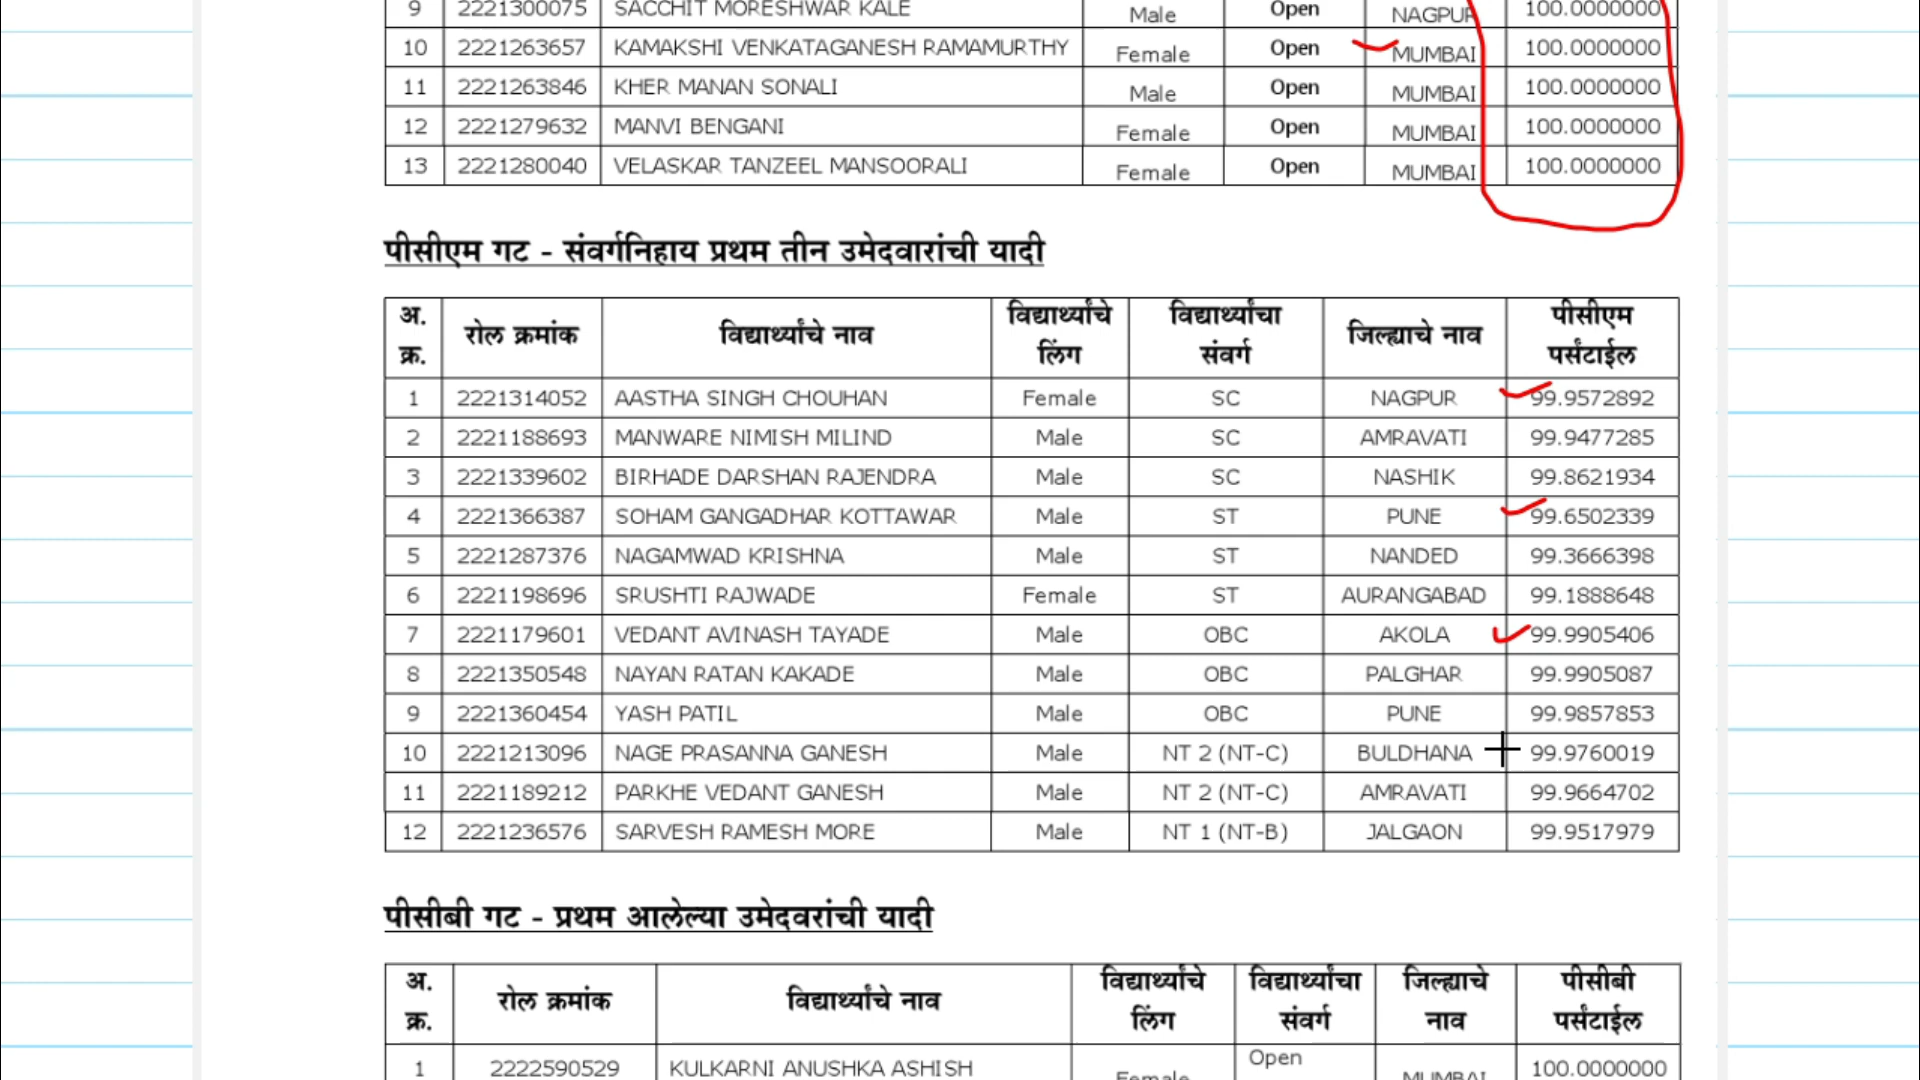 9 2221300075 SACCHIT MORESHWAR KALE Male Open NAGPUR 100.0000000
10 2221263657 KAMAKSHI VENKATAGANESH RAMAMURTHY Female Open MUMBAI 100.0000000
11 2221263846 KHER MANAN SONALI Male Open MUMBAI 100.0000000
12 2221279632 MANVI BENGANI Female Open MUMBAI 100.0000000
13 2221280040 VELASKAR TANZEEL MANSOORALI Female Open MUMBAI 100.0000000
पीसीएम गट - संवर्गनिहाय प्रथम तीन उमेदवारांची यादी
अ. क्र. रोल क्रमांक विद्यार्थ्यांचे नाव विद्यार्थ्यांचे लिंग विद्यार्थ्यांचा संवर्ग जिल्ह्याचे नाव पीसीएम पर्संटाईल
1 2221314052 AASTHA SINGH CHOUHAN Female SC NAGPUR 99.9572892
2 2221188693 MANWARE NIMISH MILIND Male SC AMRAVATI 99.9477285
3 2221339602 BIRHADE DARSHAN RAJENDRA Male SC NASHIK 99.8621934
4 2221366387 SOHAM GANGADHAR KOTTAWAR Male ST PUNE 99.6502339
5 2221287376 NAGAMWAD KRISHNA Male ST NANDED 99.3666398
6 2221198696 SRUSHTI RAJWADE Female ST AURANGABAD 99.1888648
7 2221179601 VEDANT AVINASH TAYADE Male OBC AKOLA 99.9905406
8 2221350548 NAYAN RATAN KAKADE Male OBC PALGHAR 99.9905087
9 2221360454 YASH PATIL Male OBC PUNE 99.9857853
10 2221213096 NAGE PRASANNA GANESH Male NT 2 (NT-C) BULDHANA 99.9760019
11 2221189212 PARKHE VEDANT GANESH Male NT 2 (NT-C) AMRAVATI 99.9664702
12 2221236576 SARVESH RAMESH MORE Male NT 1 (NT-B) JALGAON 99.9517979
पीसीबी गट - प्रथम आलेल्या उमेदवरांची यादी
अ. क्र. रोल क्रमांक विद्यार्थ्यांचे नाव विद्यार्थ्यांचे लिंग विद्यार्थ्यांचा संवर्ग जिल्ह्याचे नाव पीसीबी पर्संटाईल
1 2222590529 KULKARNI ANUSHKA ASHISH Female Open MUMBAI 100.0000000